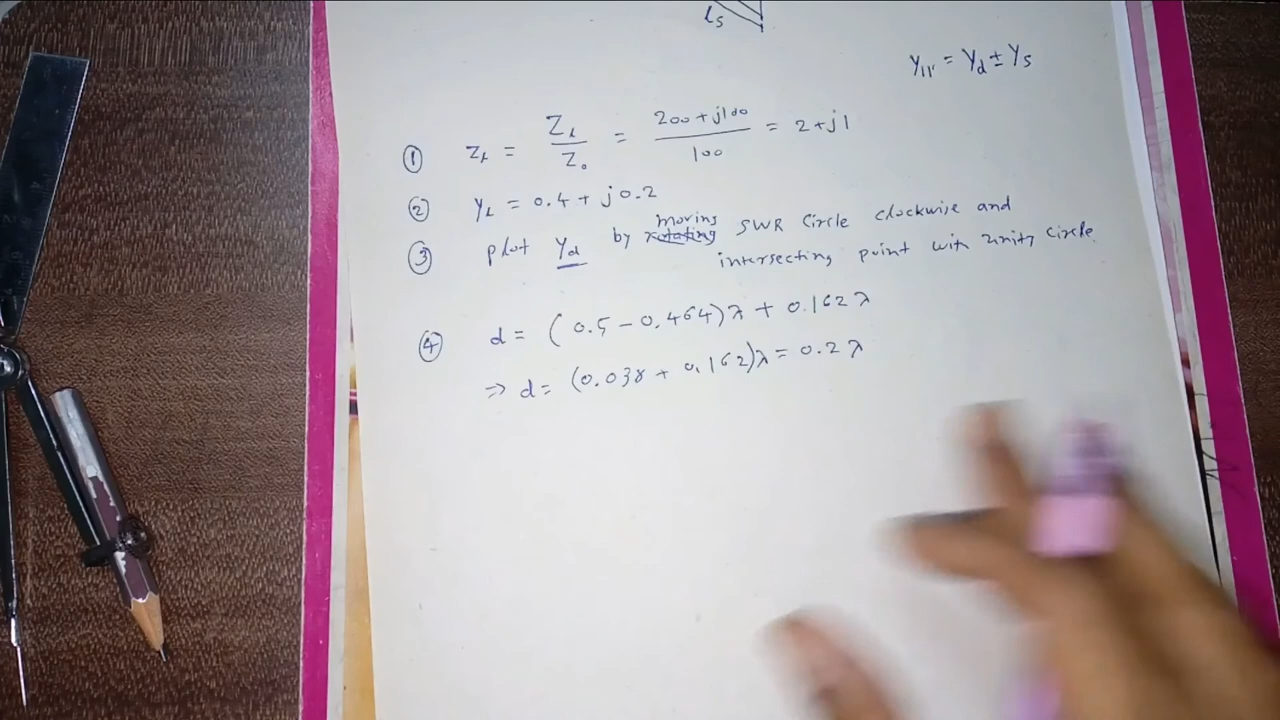 ls
Y11' = Yd ± Ys
① Zℓ = Zℓ / Z0 = 200 + j100 / 100 = 2 + j1
② YL = 0.4 + j0.2
③ plot Yd by moving SWR Circle clockwise and
intersecting point with unity circle
④ d = (0.5 - 0.464)λ + 0.162λ
⇒ d = (0.038 + 0.162)λ = 0.2λ